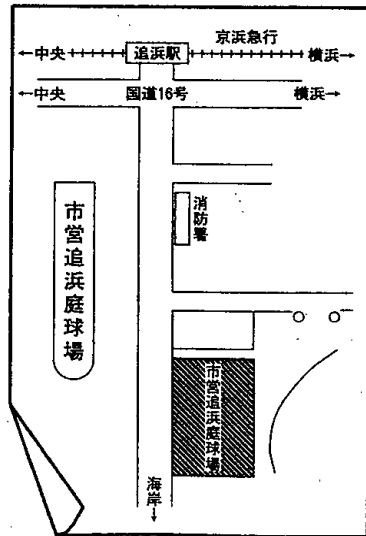 京浜急行
←中央 追浜駅 横浜→
←中央 国道16号 横浜→
消防署
市営追浜庭球場
市営追浜庭球場
海岸
↓